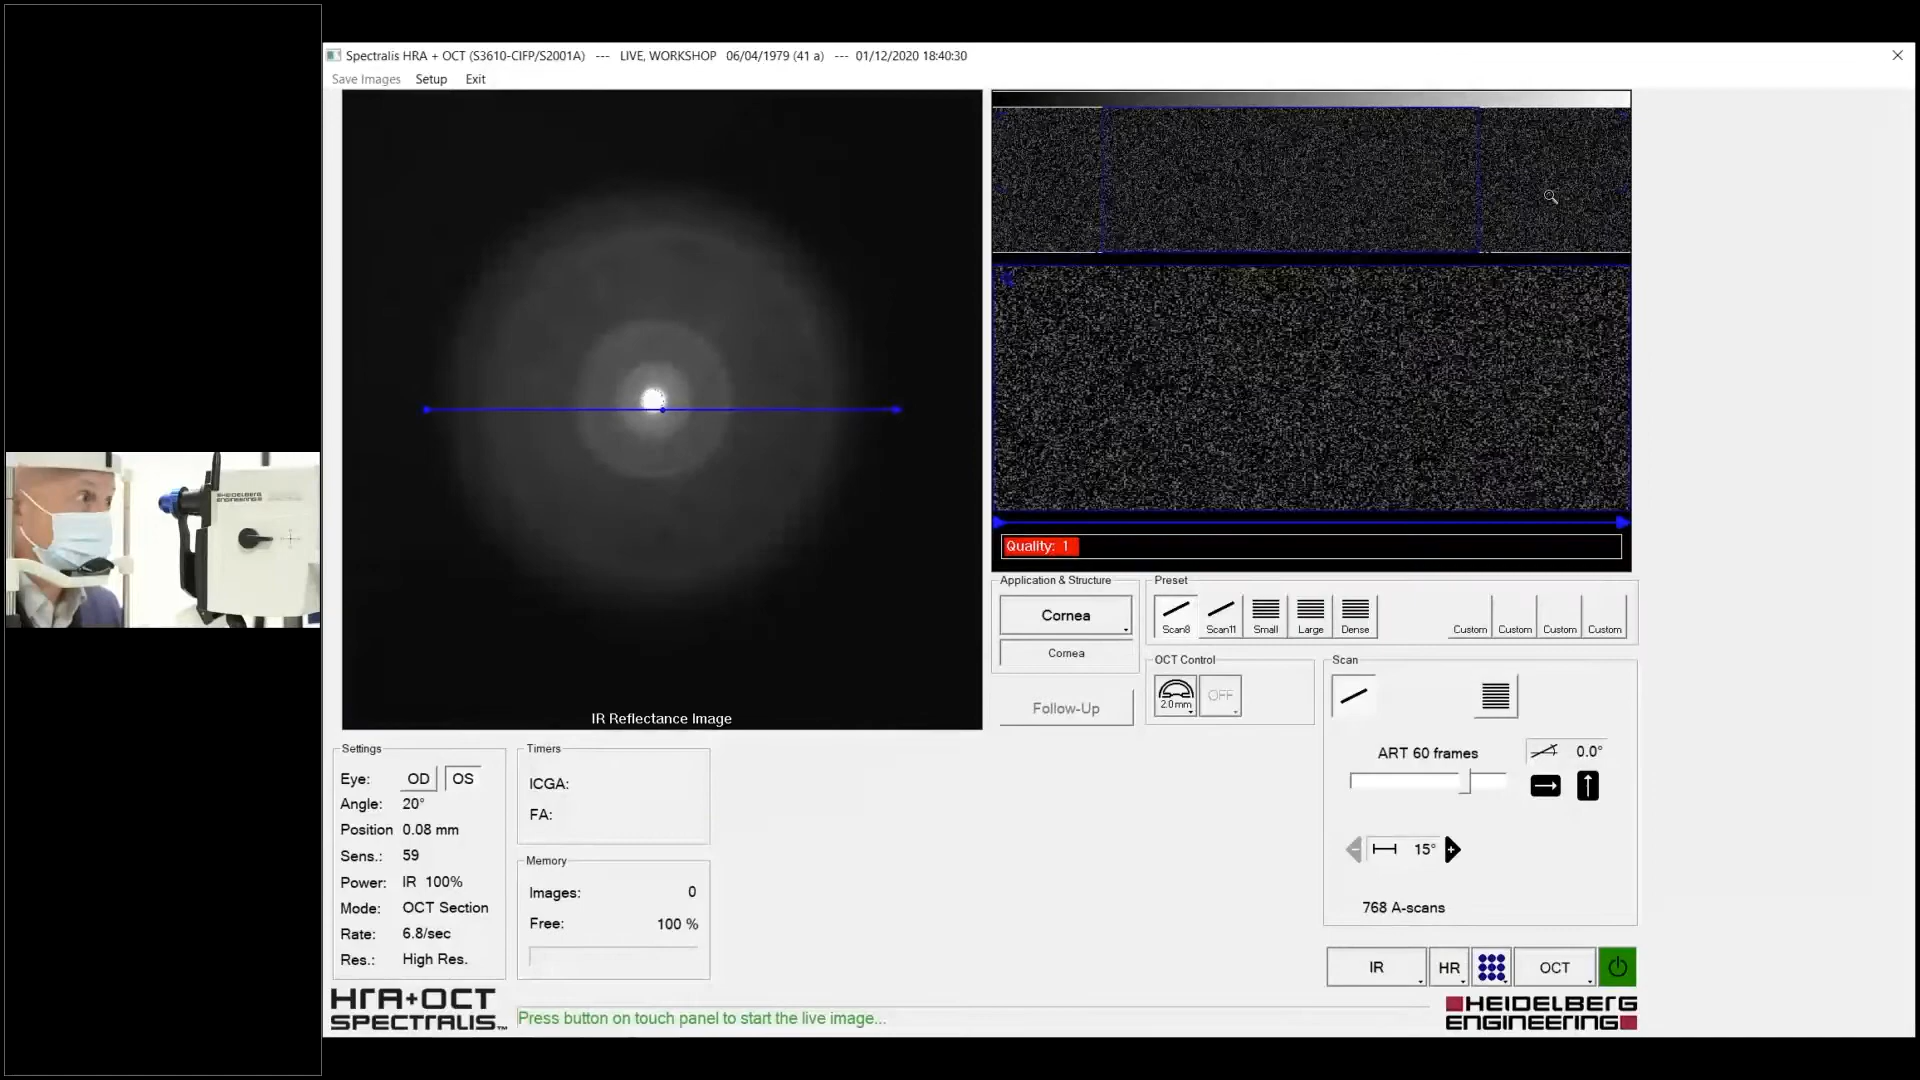 Spectralis HRA + OCT (S3610-CIFP/S2001A) --- LIVE, WORKSHOP 06/04/1979 (41 a) --- 01/12/2020 18:40:30
Save Images Setup Exit
HEIDELBERG
ENGINEERING
IR Reflectance Image
Quality: 1
Application & Structure
Cornea
Cornea
Follow-Up
Preset
Scan8 Scan11 Small Large Dense Custom Custom Custom Custom
OCT Control
2.0mm OFF
Scan
ART 60 frames
0.0°
15°
768 A-scans
Settings
Eye: OD OS
Angle: 20°
Position 0.08 mm
Sens.: 59
Power: IR 100%
Mode: OCT Section
Rate: 6.8/sec
Res.: High Res.
Timers
ICGA:
FA:
Memory
Images: 0
Free: 100 %
IR HR OCT
HRA+OCT
SPECTRALIS™
Press button on touch panel to start the live image...
HEIDELBERG
ENGINEERING